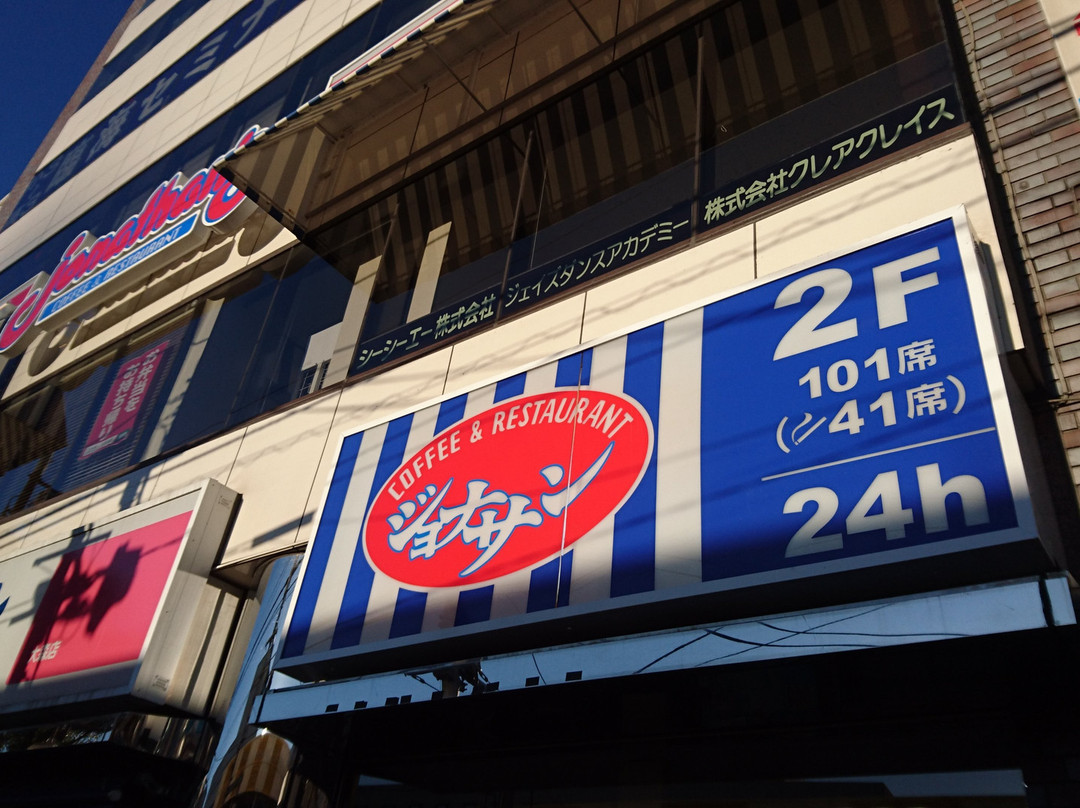 Jonathan's
COFFEE & RESTAURANT
シーシーエー株式会社
ジェイズダンスアカデミー
株式会社クレアクレイス
COFFEE & RESTAURANT
ジョナサン
2F
101席
(41席)
24h